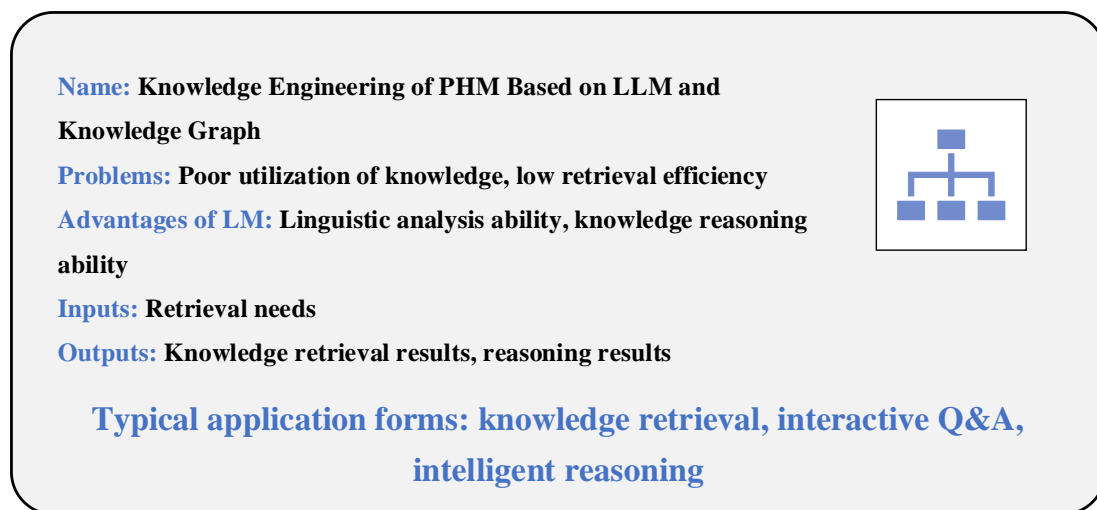 Name: Knowledge Engineering of PHM Based on LLM and
Knowledge Graph
Problems: Poor utilization of knowledge, low retrieval efficiency
Advantages of LM: Linguistic analysis ability, knowledge reasoning
ability
Inputs: Retrieval needs
Outputs: Knowledge retrieval results, reasoning results
Typical application forms: knowledge retrieval, interactive Q&A,
intelligent reasoning